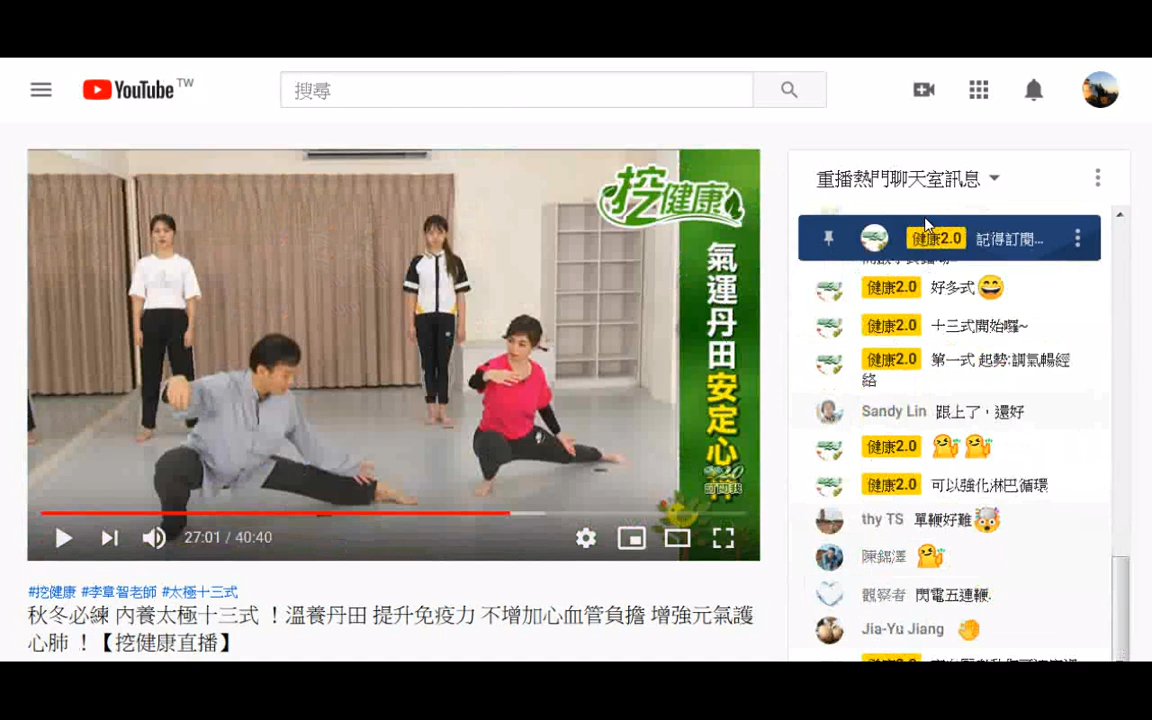 YouTube TW
搜尋
挖健康
氣運丹田安定心
27:01 / 40:40
#挖健康 #李章智老師 #太極十三式
秋冬必練 內養太極十三式 ！溫養丹田 提升免疫力 不增加心血管負擔 增強元氣護
心肺 ！【挖健康直播】
重播熱門聊天室訊息
健康2.0 記得訂閱...
健康2.0 好多式
健康2.0 十三式開始囉~
健康2.0 第一式 起勢:調氣暢經
絡
Sandy Lin 跟上了，還好
健康2.0
健康2.0 可以強化淋巴循環
thy TS 單鞭好難
陳錦澤
觀察者 閃電五連鞭.
Jia-Yu Jiang